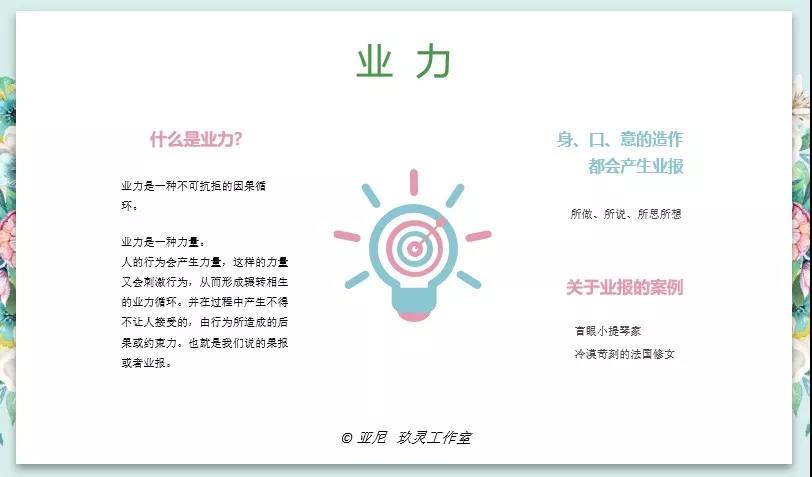 业 力
什么是业力?
业力是一种不可抗拒的因果循
环。
业力是一种力量。
人的行为会产生力量，这样的力量
又会刺激行为，从而形成辗转相生
的业力循环。并在过程中产生不得
不让人接受的，由行为所造成的后
果或约束力。也就是我们说的果报
或者业报。
身、口、意的造作
都会产生业报
所做、所说、所思所想
关于业报的案例
盲眼小提琴家
冷漠苛刻的法国修女
© 亚尼 玖灵工作室